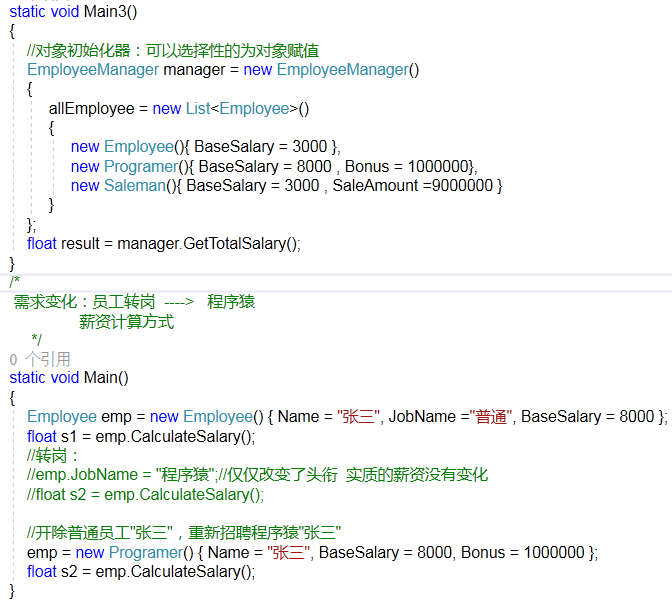 static void Main3()
{
//对象初始化器：可以选择性的为对象赋值
EmployeeManager manager = new EmployeeManager()
{
allEmployee = new List<Employee>()
{
new Employee(){ BaseSalary = 3000 },
new Programer(){ BaseSalary = 8000 , Bonus = 1000000},
new Saleman(){ BaseSalary = 3000 , SaleAmount =9000000 }
}
};
float result = manager.GetTotalSalary();
}
/*
需求变化：员工转岗 ----> 程序猿
薪资计算方式
*/
0 个引用
static void Main()
{
Employee emp = new Employee() { Name = "张三", JobName ="普通", BaseSalary = 8000 };
float s1 = emp.CalculateSalary();
//转岗：
//emp.JobName = "程序猿";//仅仅改变了头衔 实质的薪资没有变化
//float s2 = emp.CalculateSalary();
//开除普通员工"张三"，重新招聘程序猿"张三"
emp = new Programer() { Name = "张三", BaseSalary = 8000, Bonus = 1000000 };
float s2 = emp.CalculateSalary();
}